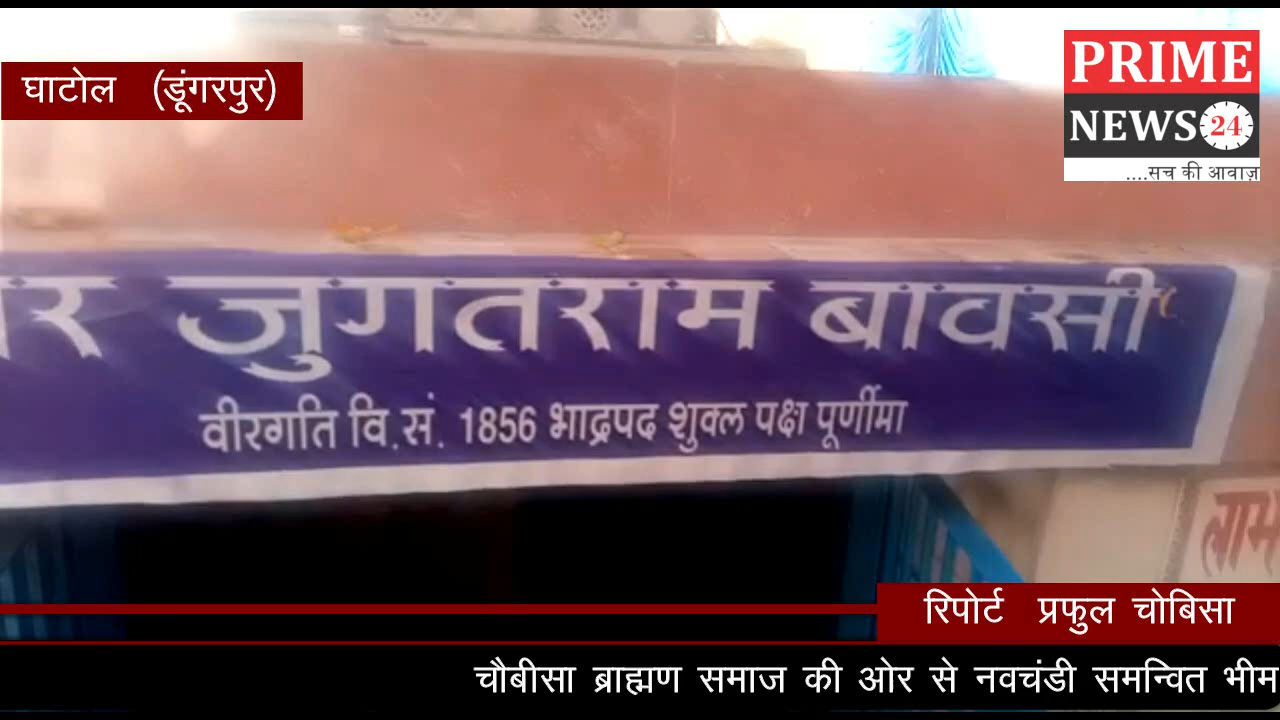 घाटोल (डूंगरपुर)
PRIME
NEWS 24
....सच की आवाज़
जुगतराम बावसी
वीरगति वि.सं. 1856 भाद्रपद शुक्ल पक्ष पूर्णीमा
रिपोर्ट प्रफुल चोबिसा
चौबीसा ब्राह्मण समाज की ओर से नवचंडी समन्वित भीम